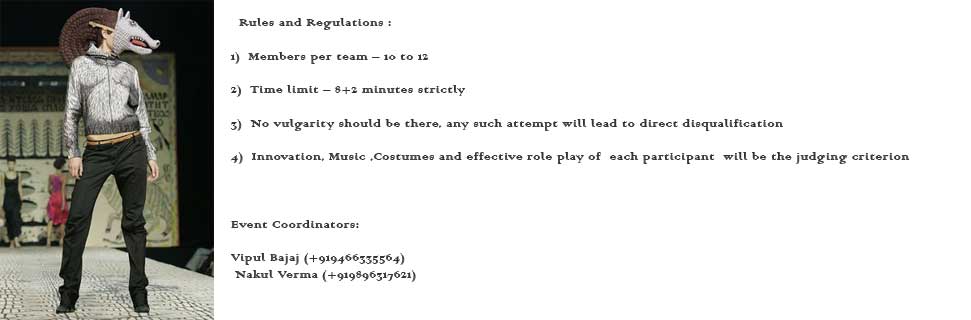 Rules and Regulations :
1) Members per team – 10 to 12
2) Time limit – 8+2 minutes strictly
3) No vulgarity should be there, any such attempt will lead to direct disqualification
4) Innovation, Music ,Costumes and effective role play of each participant will be the judging criterion
Event Coordinators:
Vipul Bajaj (+919466335564)
Nakul Verma (+919896317621)